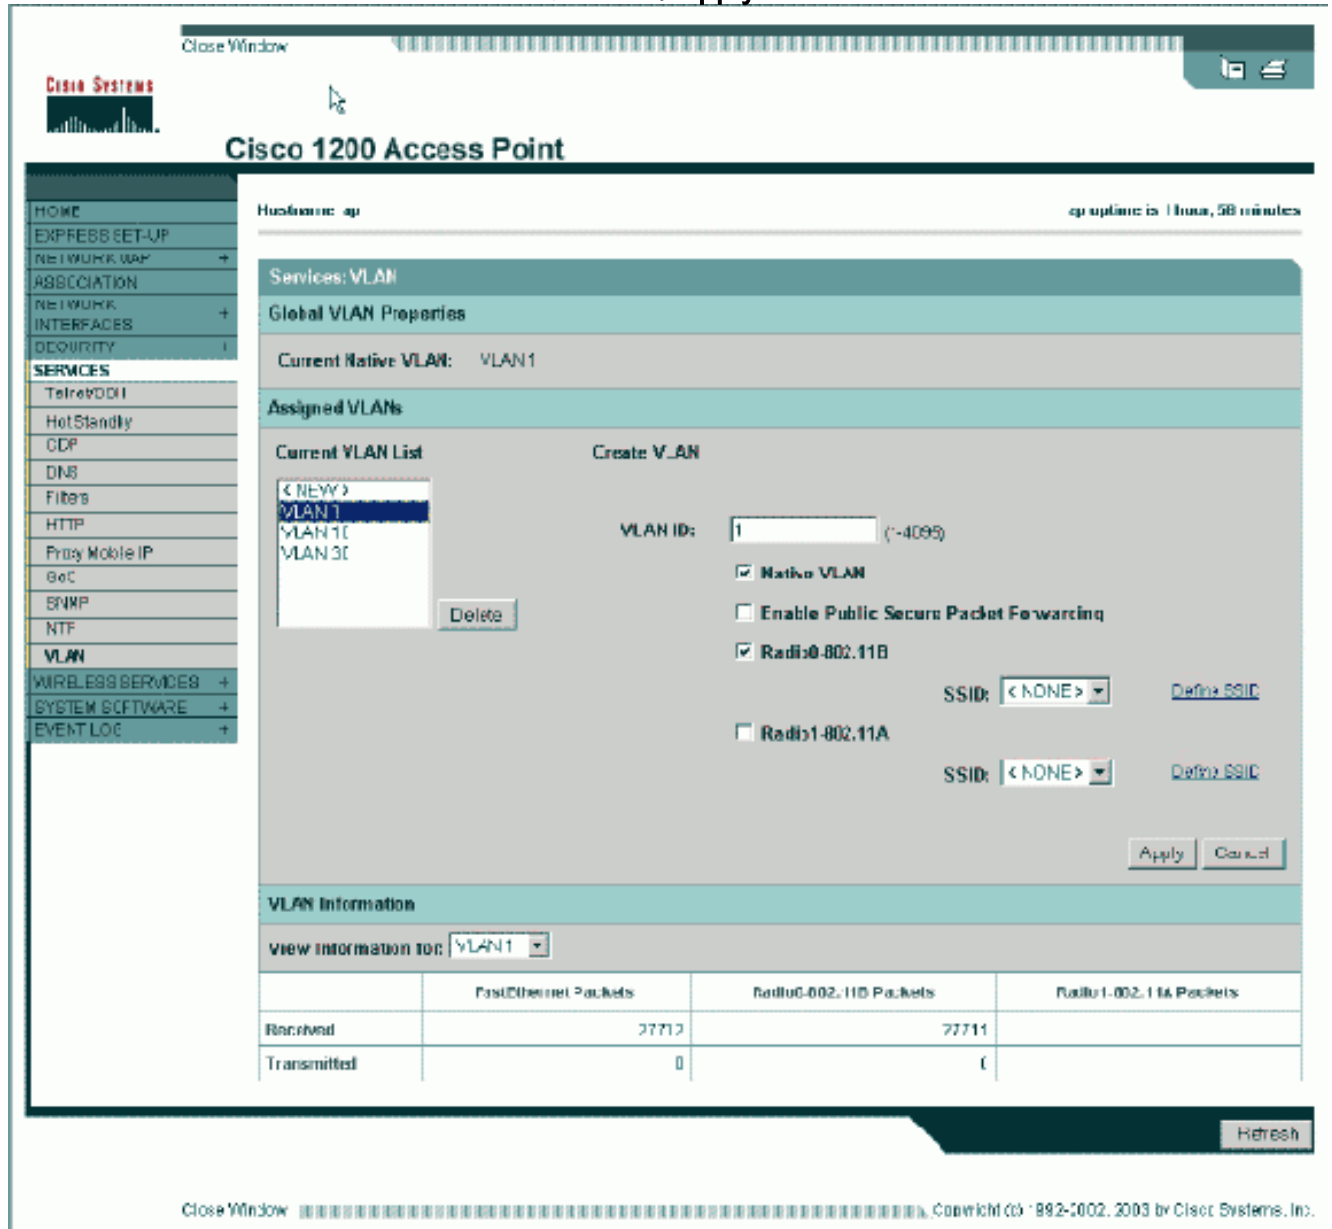 Close Window
Cisco Systems
Cisco 1200 Access Point
HOME
EXPRESS SET-UP
NETWORK MAP +
ASSOCIATION
NETWORK
INTERFACES +
SECURITY +
SERVICES
Telnet/SSH
Hot Standby
CDP
DNS
Filters
HTTP
Proxy Mobile IP
QoS
SNMP
NTP
VLAN
WIRELESS SERVICES +
SYSTEM SOFTWARE +
EVENT LOG +
Hostname ap
ap uptime is 1 hour, 58 minutes
Services: VLAN
Global VLAN Properties
Current Native VLAN: VLAN 1
Assigned VLANs
Current VLAN List
Create VLAN
< NEW >
VLAN 1
VLAN 10
VLAN 30
Delete
VLAN ID: 1 (1-4095)
Native VLAN
Enable Public Secure Packet Forwarding
Radio0-802.11B
SSID: < NONE > Define SSID
Radio1-802.11A
SSID: < NONE > Define SSID
Apply Cancel
VLAN Information
View Information for: VLAN 1
FastEthernet Packets Radio0-802.11B Packets Radio1-802.11A Packets
Received 27712 27711
Transmitted 0 0
Refresh
Close Window
Copyright (c) 1992-2002, 2003 by Cisco Systems, Inc.